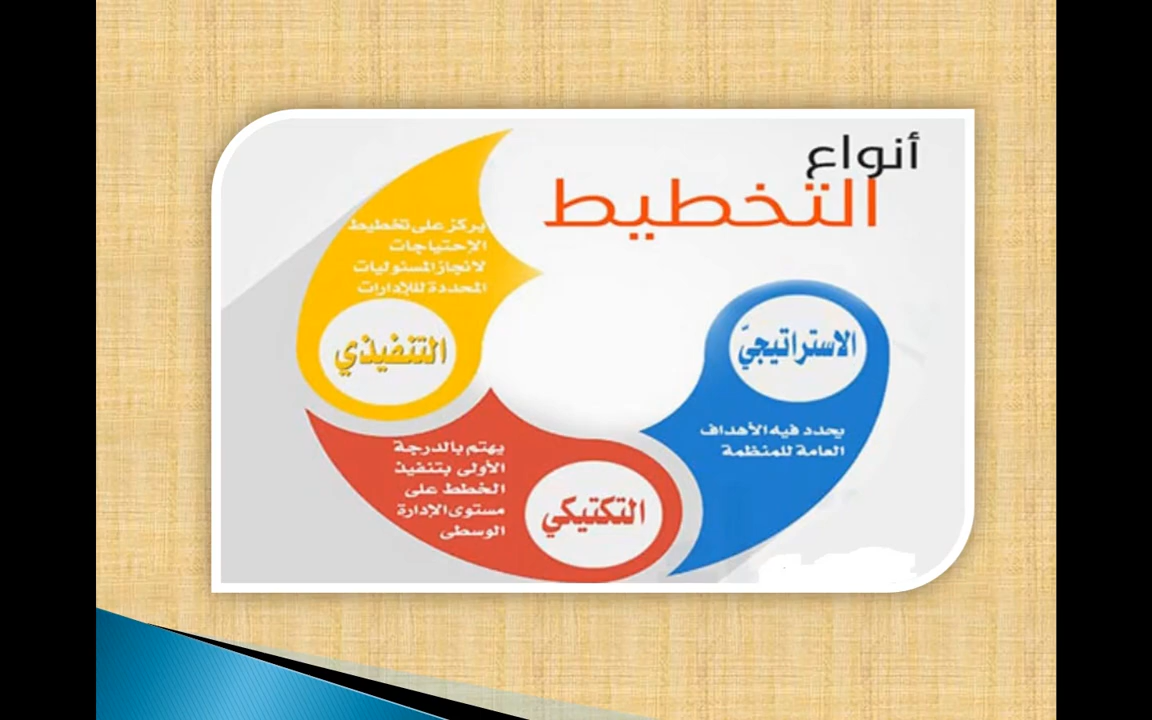 أنواع
التخطيط
الاستراتيجيّ
يحدد فيه الأهداف
العامة للمنظمة
التكتيكي
يهتم بالدرجة
الأولى بتنفيذ
الخطط على
مستوى الإدارة
الوسطى
يركز على تخطيط
الإحتياجات
لانجاز المسئوليات
المحددة للإدارات
التنفيذي